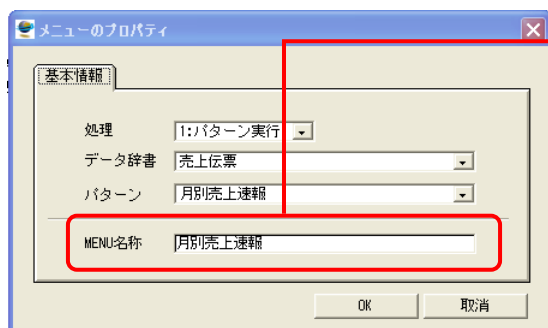 メニューのプロパティ
基本情報
処理 1:パターン実行
データ辞書 売上伝票
パターン 月別売上速報
MENU名称 月別売上速報
OK 取消